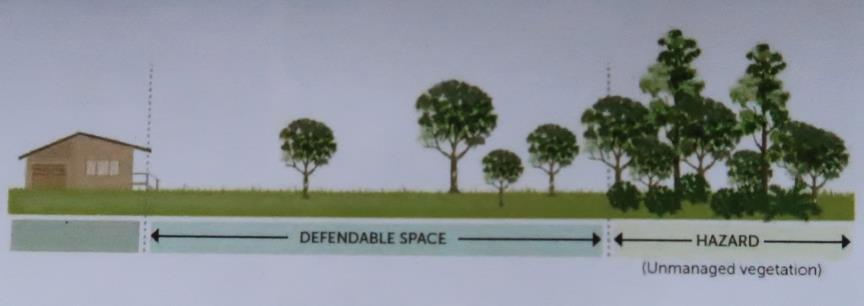 DEFENDABLE SPACE
HAZARD
(Unmanaged vegetation)